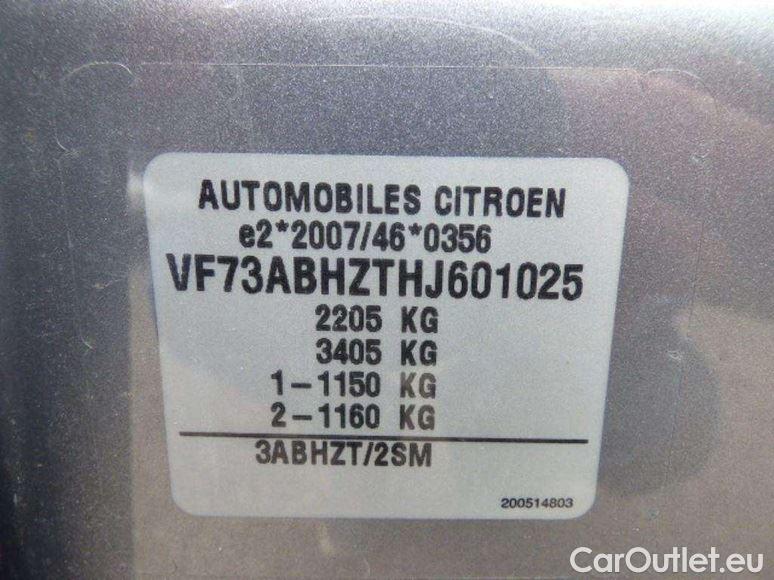 AUTOMOBILES CITROEN
e2*2007/46*0356
VF73ABHZTHJ601025
2205 KG
3405 KG
1-1150 KG
2-1160 KG
3ABHZT/2SM
200514803
CarOutlet.eu